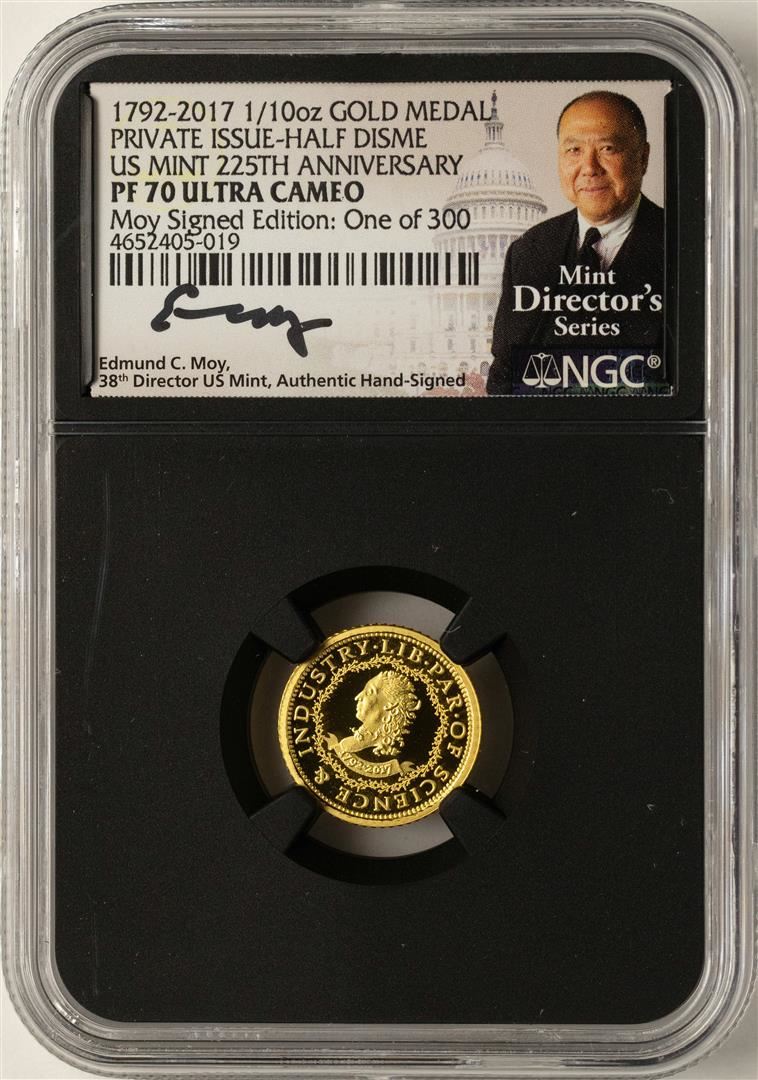 1792-2017 1/10oz GOLD MEDAL
PRIVATE ISSUE-HALF DISME
US MINT 225TH ANNIVERSARY
PF 70 ULTRA CAMEO
Moy Signed Edition: One of 300
4652405-019
Edmund C. Moy,
38th Director US Mint, Authentic Hand-Signed
Mint
Director's
Series
NGC®
LIB·PAR·OF SCIENCE & INDUSTRY·
1792·2017